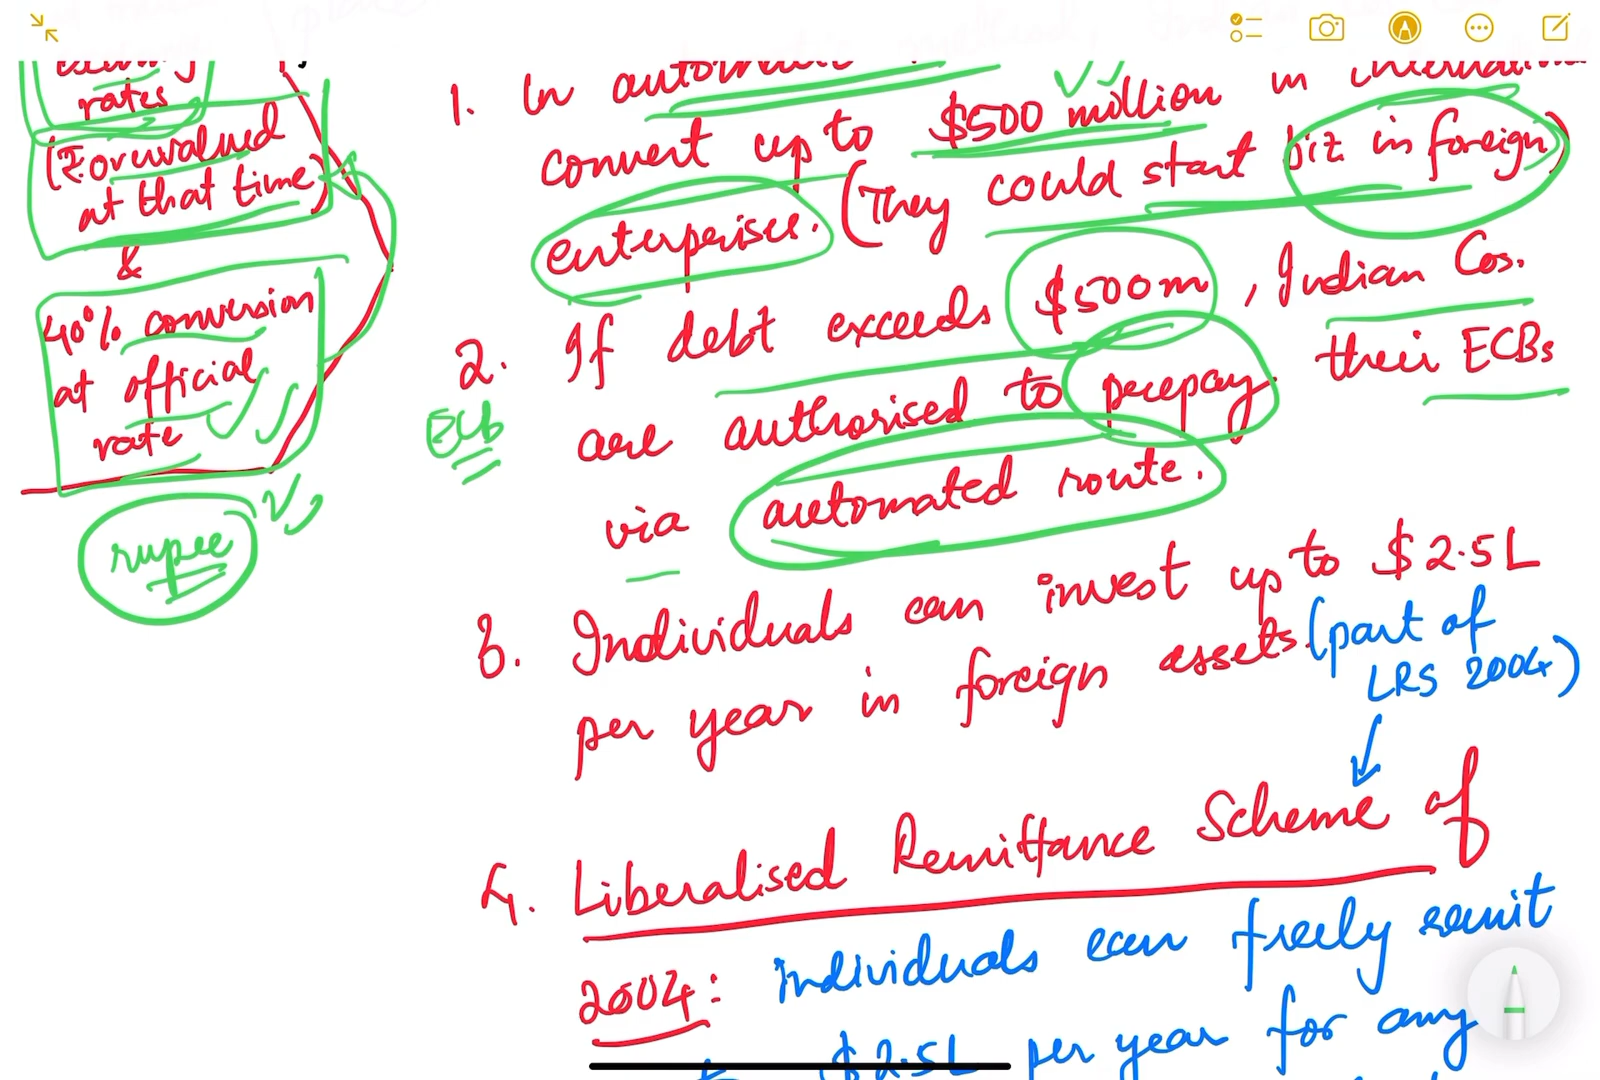 rates
(₹ overvalued
at that time)
&
40% conversion
at official
rate
rupee
1. In automatic
in
convert up to $500 million
enterprises. (They could start biz in foreign)
2. If debt exceeds $500m, Indian Cos.
ECB
are authorised to prepay their ECBs
via automated route.
3. Individuals can invest up to $2.5L
per year in foreign assets. (part of
LRS 2004)
4. Liberalised Remittance Scheme of
2004: individuals can freely remit
$2.5L per year for any